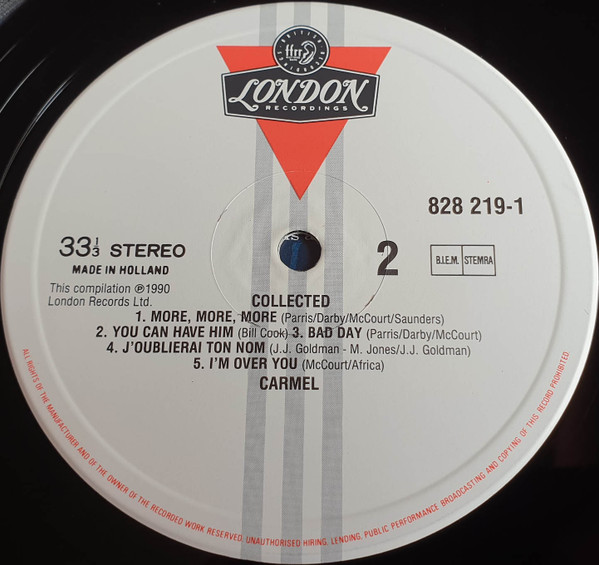 ffrr
LONDON
RECORDINGS
828 219-1
33⅓ STEREO
MADE IN HOLLAND
2
B.I.E.M. STEMRA
This compilation ℗1990
London Records Ltd.
COLLECTED
1. MORE, MORE, MORE (Parris/Darby/McCourt/Saunders)
2. YOU CAN HAVE HIM (Bill Cook) 3. BAD DAY (Parris/Darby/McCourt)
4. J'OUBLIERAI TON NOM (J.J. Goldman - M. Jones/J.J. Goldman)
5. I'M OVER YOU (McCourt/Africa)
CARMEL
ALL RIGHTS OF THE MANUFACTURER AND OF THE OWNER OF THE RECORDED WORK RESERVED. UNAUTHORISED HIRING, LENDING, PUBLIC PERFORMANCE BROADCASTING AND COPYING OF THIS RECORD PROHIBITED